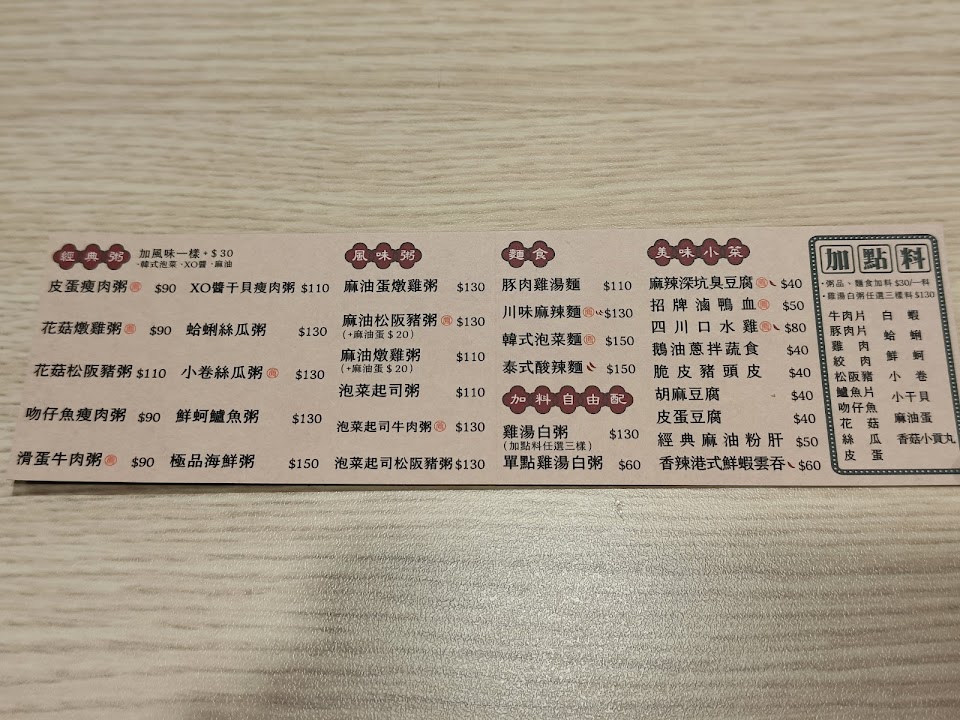 經典粥 加風味一樣+$30
·韓式泡菜·XO醬·麻油
皮蛋瘦肉粥 $90 XO醬干貝瘦肉粥 $110
花菇燉雞粥 $90 蛤蜊絲瓜粥 $130
花菇松阪豬粥 $110 小卷絲瓜粥 $130
吻仔魚瘦肉粥 $90 鮮蚵鱸魚粥 $130
滑蛋牛肉粥 $90 極品海鮮粥 $150
風味粥
麻油蛋燉雞粥 $130
麻油松阪豬粥 $130
(+麻油蛋$20)
麻油燉雞粥 $110
(+麻油蛋$20)
泡菜起司粥 $110
泡菜起司牛肉粥 $130
泡菜起司松阪豬粥 $130
麵食
豚肉雞湯麵 $110
川味麻辣麵 $130
韓式泡菜麵 $150
泰式酸辣麵 $150
加料自由配
雞湯白粥 $130
(加點料任選三樣)
單點雞湯白粥 $60
美味小菜
麻辣深坑臭豆腐 $40
招牌滷鴨血 $50
四川口水雞 $80
鵝油蔥拌蔬食 $40
脆皮豬頭皮 $40
胡麻豆腐 $40
皮蛋豆腐 $40
經典麻油粉肝 $50
香辣港式鮮蝦雲吞 $60
加點料
·粥品、麵食加料$30/一料
·雞湯白粥任選三樣料$130
牛肉片 白蝦
豚肉片 蛤蜊
雞肉 鮮蚵
絞肉 小卷
松阪豬 小干貝
鱸魚片 麻油蛋
吻仔魚 香菇小貢丸
花菇
絲瓜
皮蛋